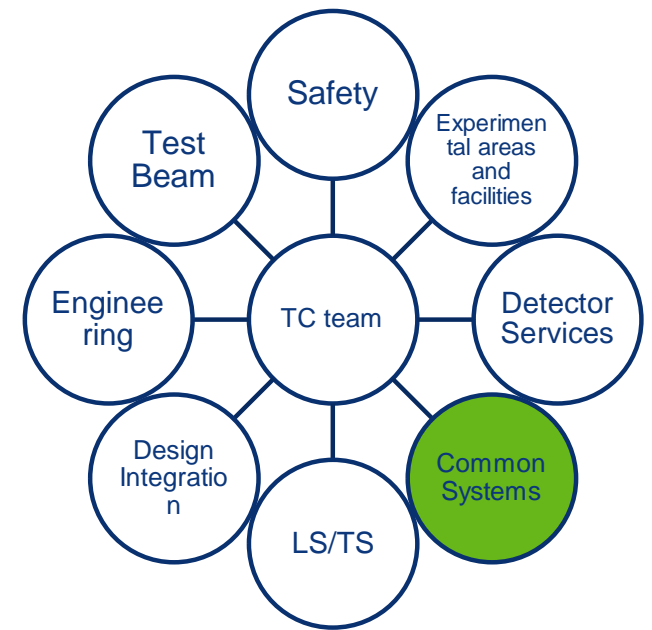 Safety
Experimen
tal areas
and
facilities
Test
Beam
Enginee
ring
TC team
Detector
Services
Design
Integratio
n
Common
Systems
LS/TS